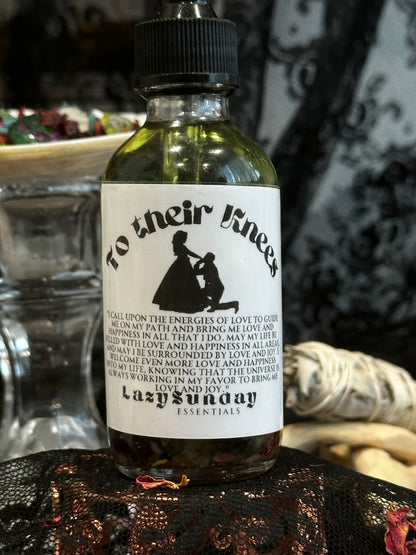 To their Knees
"I CALL UPON THE ENERGIES OF LOVE TO GUIDE
ME ON MY PATH AND BRING ME LOVE AND
HAPPINESS IN ALL THAT I DO. MAY MY LIFE BE
FILLED WITH LOVE AND HAPPINESS IN ALL AREAS
AND MAY I BE SURROUNDED BY LOVE AND JOY. I
WELCOME EVEN MORE LOVE AND HAPPINESS
INTO MY LIFE, KNOWING THAT THE UNIVERSE IS
ALWAYS WORKING IN MY FAVOR TO BRING ME
LOVE AND JOY."
LazySunday
ESSENTIALS